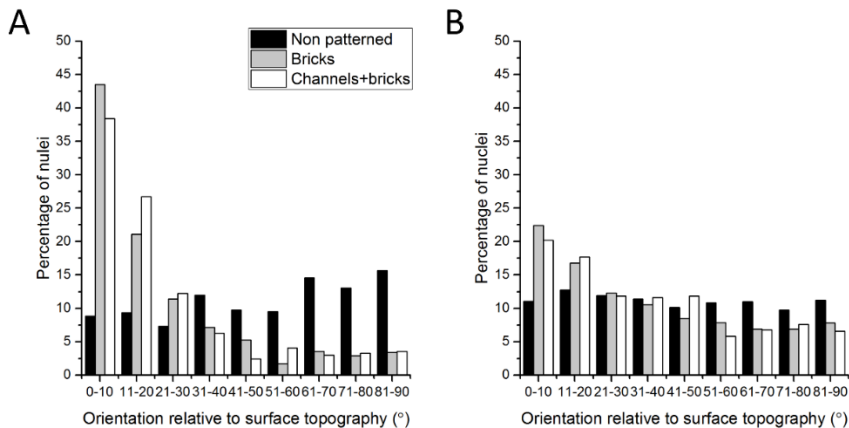 A
Percentage of nulei
50
45
40
35
30
25
20
15
10
5
0
Non patterned
Bricks
Channels+bricks
0-10 11-20 21-30 31-40 41-50 51-60 61-70 71-80 81-90
Orientation relative to surface topography (°)
B
Percentage of nuclei
50
45
40
35
30
25
20
15
10
5
0
0-10 11-20 21-30 31-40 41-50 51-60 61-70 71-80 81-90
Orientation relative to surface topography (°)